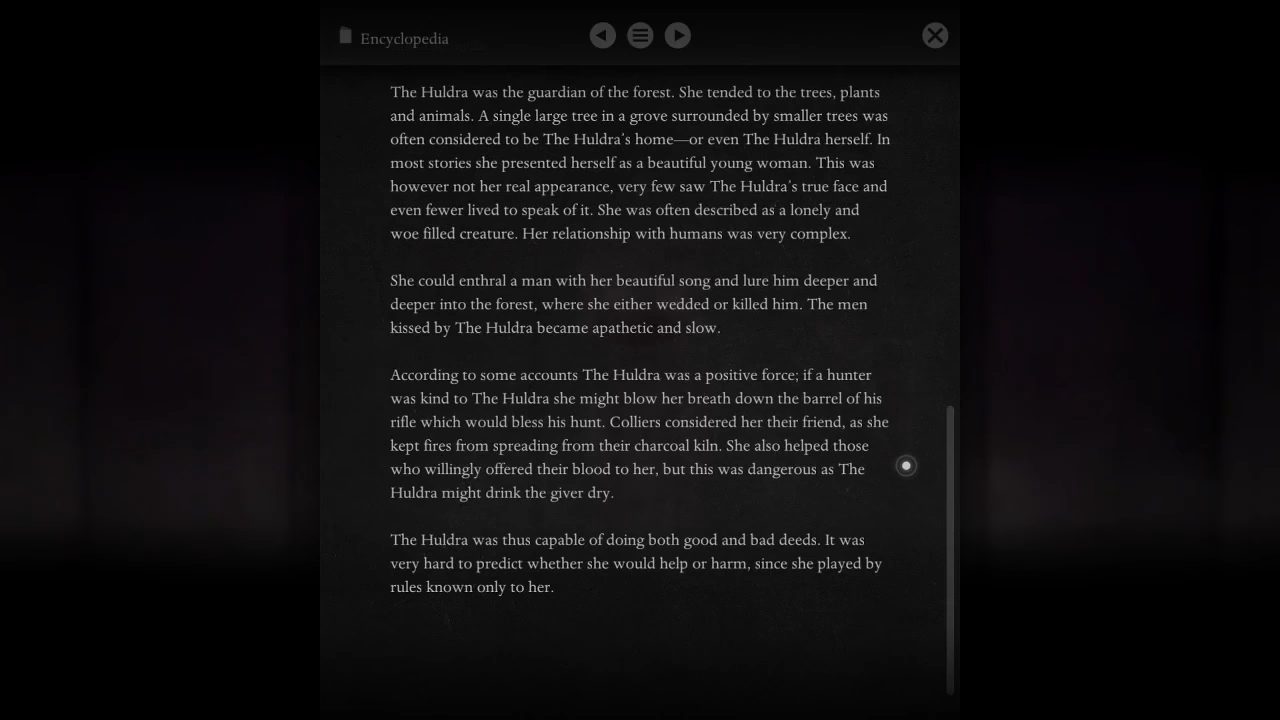 Encyclopedia
The Huldra was the guardian of the forest. She tended to the trees, plants
and animals. A single large tree in a grove surrounded by smaller trees was
often considered to be The Huldra's home—or even The Huldra herself. In
most stories she presented herself as a beautiful young woman. This was
however not her real appearance, very few saw The Huldra's true face and
even fewer lived to speak of it. She was often described as a lonely and
woe filled creature. Her relationship with humans was very complex.
She could enthral a man with her beautiful song and lure him deeper and
deeper into the forest, where she either wedded or killed him. The men
kissed by The Huldra became apathetic and slow.
According to some accounts The Huldra was a positive force; if a hunter
was kind to The Huldra she might blow her breath down the barrel of his
rifle which would bless his hunt. Colliers considered her their friend, as she
kept fires from spreading from their charcoal kiln. She also helped those
who willingly offered their blood to her, but this was dangerous as The
Huldra might drink the giver dry.
The Huldra was thus capable of doing both good and bad deeds. It was
very hard to predict whether she would help or harm, since she played by
rules known only to her.